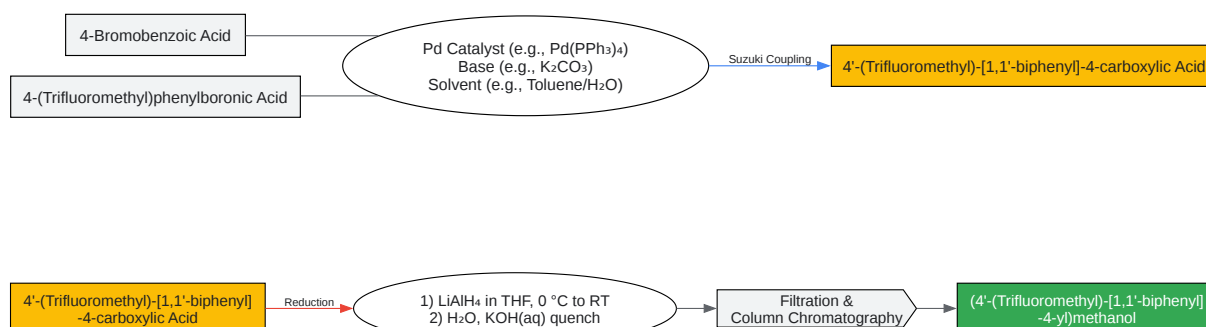 4-Bromobenzoic Acid
4-(Trifluoromethyl)phenylboronic Acid
Pd Catalyst (e.g., Pd(PPh₃)₄)
Base (e.g., K₂CO₃)
Solvent (e.g., Toluene/H₂O)
Suzuki Coupling
4'-(Trifluoromethyl)-[1,1'-biphenyl]-4-carboxylic Acid
4'-(Trifluoromethyl)-[1,1'-biphenyl]
-4-carboxylic Acid
Reduction
1) LiAlH₄ in THF, 0 °C to RT
2) H₂O, KOH(aq) quench
Filtration &
Column Chromatography
(4'-(Trifluoromethyl)-[1,1'-biphenyl]
-4-yl)methanol